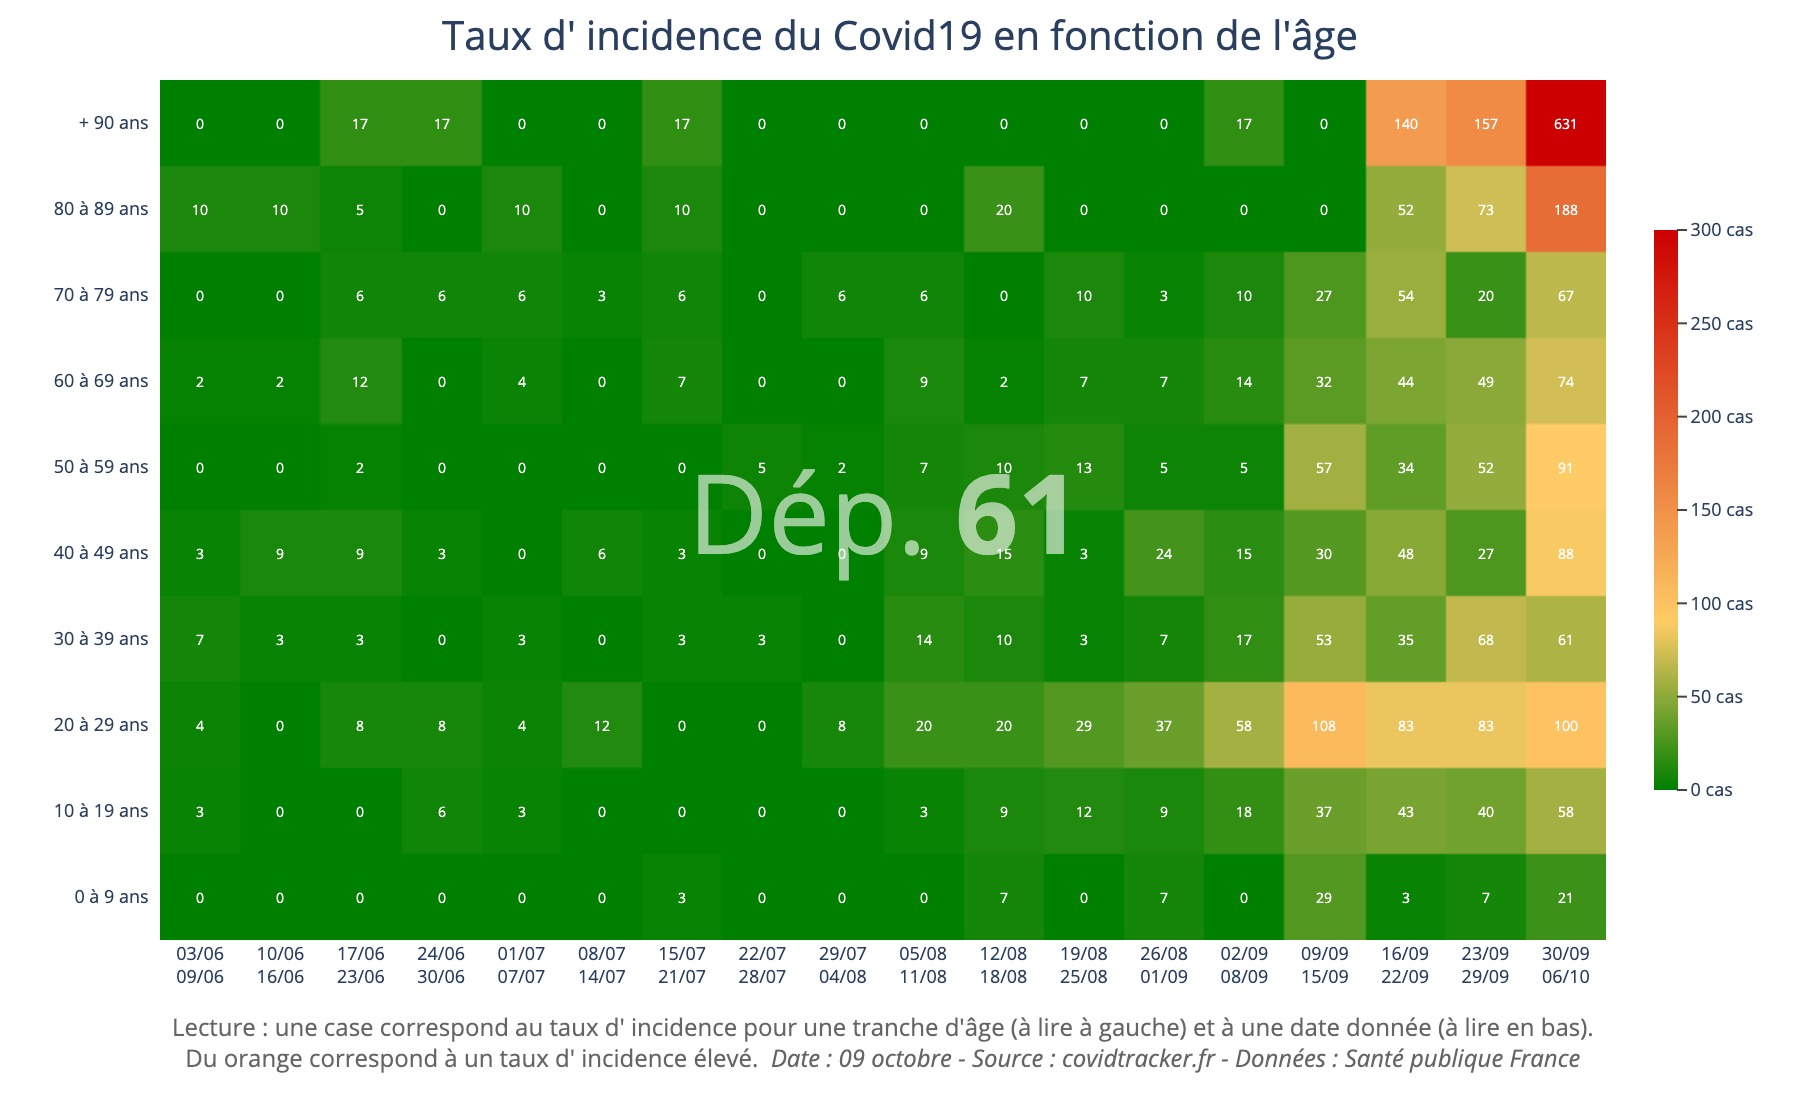 Taux d' incidence du Covid19 en fonction de l'âge
+ 90 ans 0 0 17 17 0 0 17 0 0 0 0 0 0 17 0 140 157 631
80 à 89 ans 10 10 5 0 10 0 10 0 0 0 20 0 0 0 0 52 73 188
70 à 79 ans 0 0 6 6 6 3 6 0 6 6 0 10 3 10 27 54 20 67
60 à 69 ans 2 2 12 0 4 0 7 0 0 9 2 7 7 14 32 44 49 74
50 à 59 ans 0 0 2 0 0 0 0 5 2 7 10 13 5 5 57 34 52 91
Dép. 61
40 à 49 ans 3 9 9 3 0 6 3 0 0 9 15 3 24 15 30 48 27 88
30 à 39 ans 7 3 3 0 3 0 3 3 0 14 10 3 7 17 53 35 68 61
20 à 29 ans 4 0 8 8 4 12 0 0 8 20 20 29 37 58 108 83 83 100
10 à 19 ans 3 0 0 6 3 0 0 0 0 3 9 12 9 18 37 43 40 58
0 à 9 ans 0 0 0 0 0 0 3 0 0 0 7 0 7 0 29 3 7 21
03/06 10/06 17/06 24/06 01/07 08/07 15/07 22/07 29/07 05/08 12/08 19/08 26/08 02/09 09/09 16/09 23/09 30/09
09/06 16/06 23/06 30/06 07/07 14/07 21/07 28/07 04/08 11/08 18/08 25/08 01/09 08/09 15/09 22/09 29/09 06/10
300 cas
250 cas
200 cas
150 cas
100 cas
50 cas
0 cas
Lecture : une case correspond au taux d' incidence pour une tranche d'âge (à lire à gauche) et à une date donnée (à lire en bas).
Du orange correspond à un taux d' incidence élevé. Date : 09 octobre - Source : covidtracker.fr - Données : Santé publique France